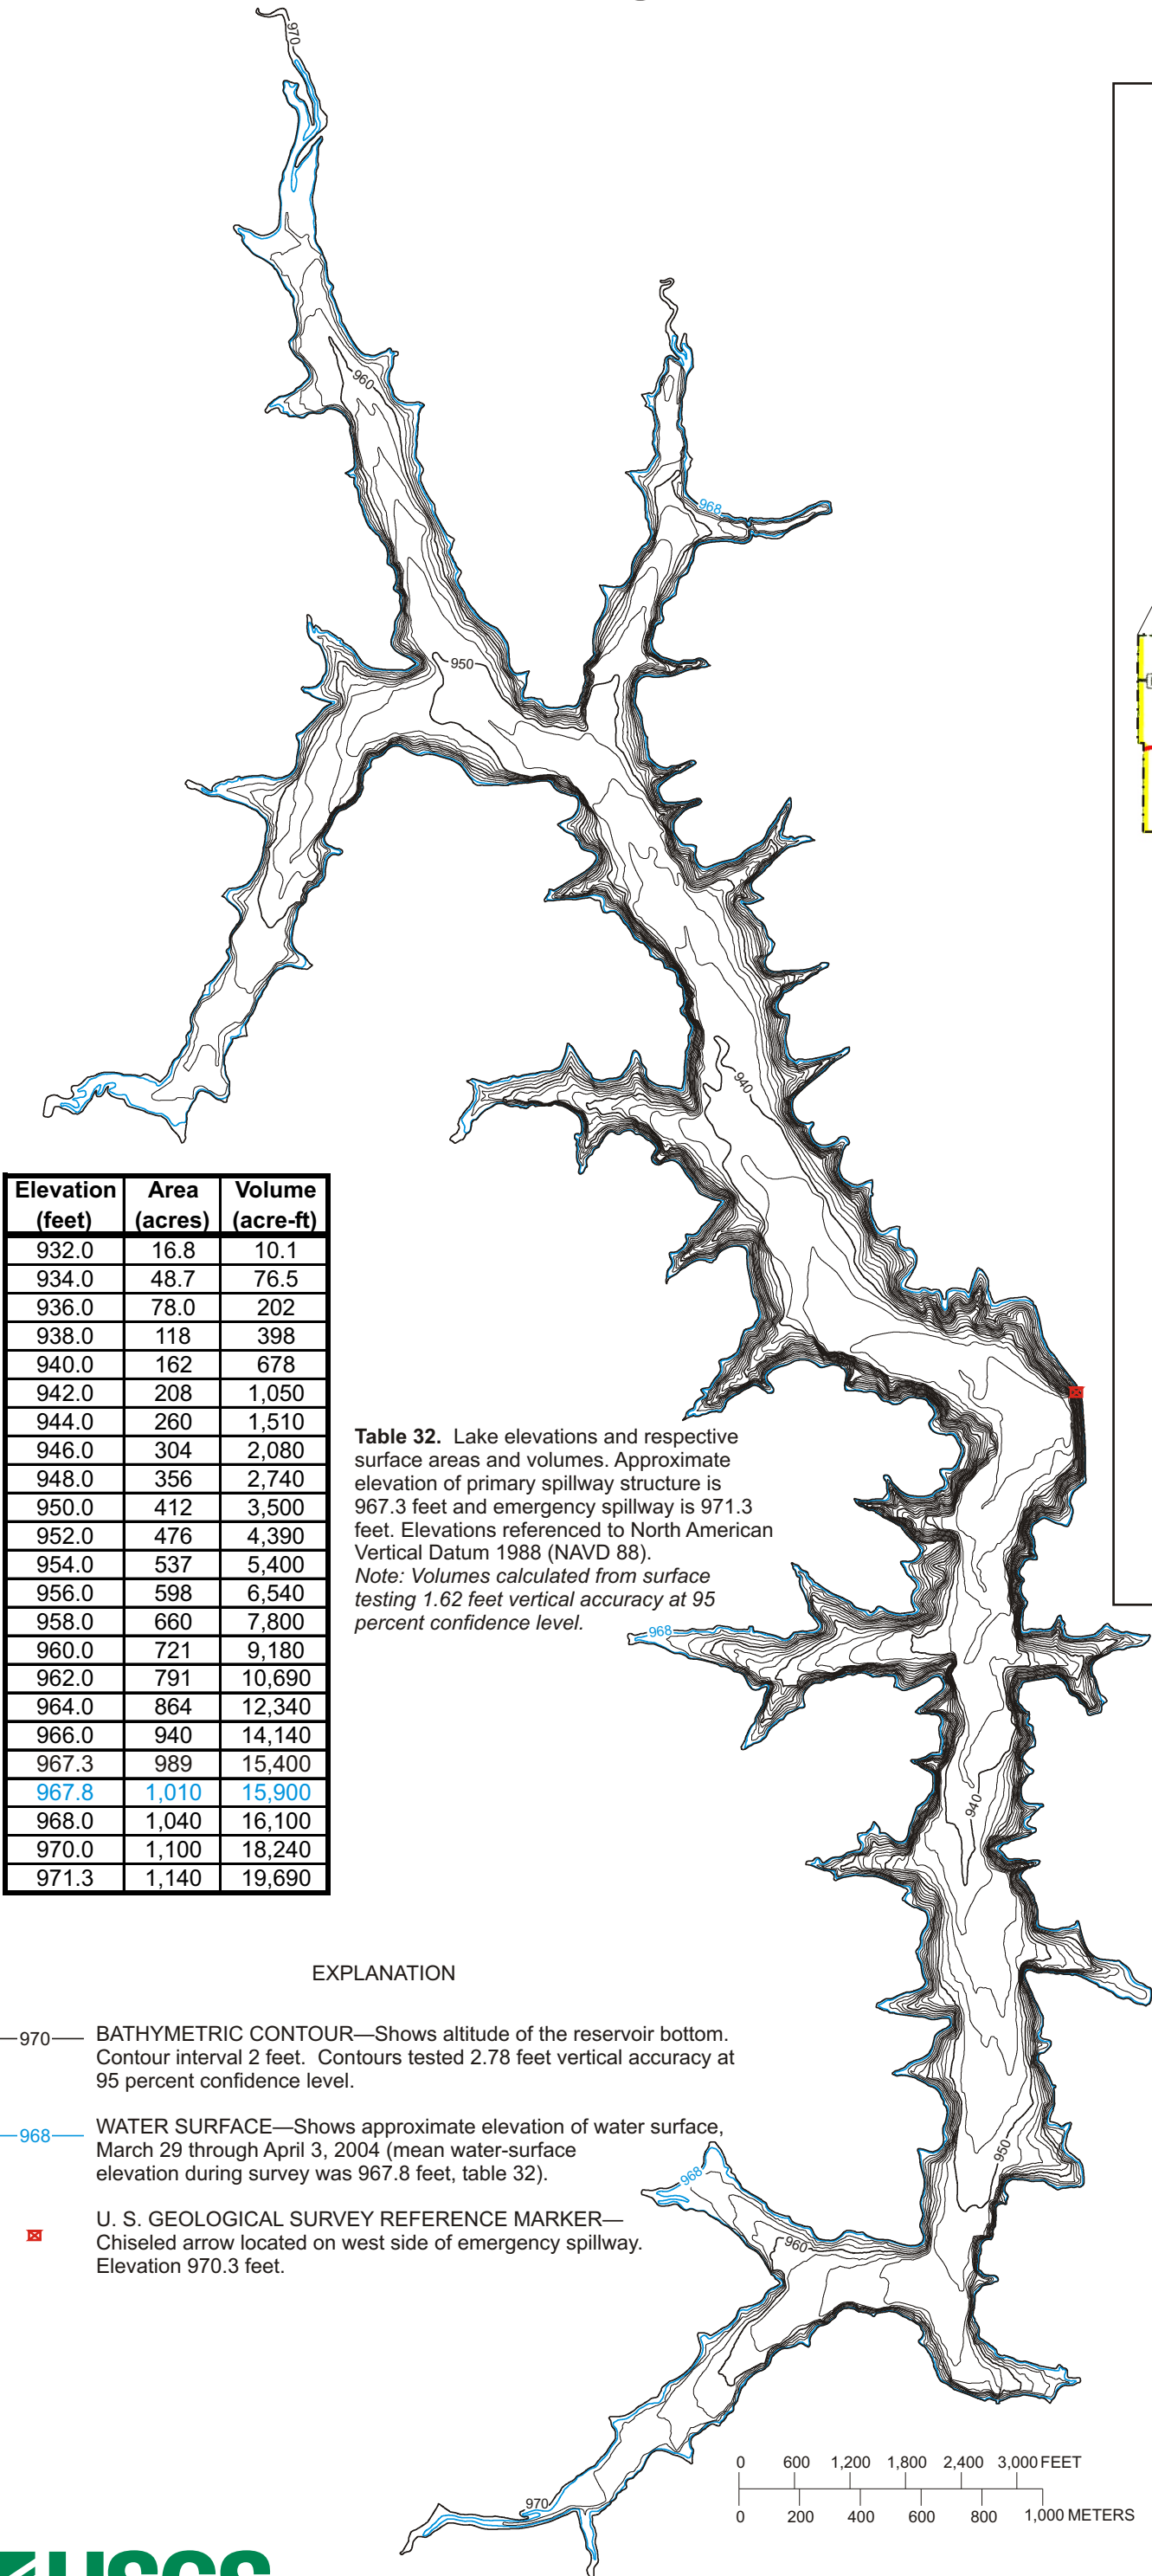 970
960
968
950
940
Elevation Area Volume
(feet) (acres) (acre-ft)
932.0 16.8 10.1
934.0 48.7 76.5
936.0 78.0 202
938.0 118 398
940.0 162 678
942.0 208 1,050
944.0 260 1,510
946.0 304 2,080
948.0 356 2,740
950.0 412 3,500
952.0 476 4,390
954.0 537 5,400
956.0 598 6,540
958.0 660 7,800
960.0 721 9,180
962.0 791 10,690
964.0 864 12,340
966.0 940 14,140
967.3 989 15,400
967.8 1,010 15,900
968.0 1,040 16,100
970.0 1,100 18,240
971.3 1,140 19,690
Table 32. Lake elevations and respective
surface areas and volumes. Approximate
elevation of primary spillway structure is
967.3 feet and emergency spillway is 971.3
feet. Elevations referenced to North American
Vertical Datum 1988 (NAVD 88).
Note: Volumes calculated from surface
testing 1.62 feet vertical accuracy at 95
percent confidence level.
968
940
EXPLANATION
970 BATHYMETRIC CONTOUR—Shows altitude of the reservoir bottom.
Contour interval 2 feet. Contours tested 2.78 feet vertical accuracy at
95 percent confidence level.
968 WATER SURFACE—Shows approximate elevation of water surface,
March 29 through April 3, 2004 (mean water-surface
elevation during survey was 967.8 feet, table 32).
950
968
U. S. GEOLOGICAL SURVEY REFERENCE MARKER—
Chiseled arrow located on west side of emergency spillway.
Elevation 970.3 feet.
960
0 600 1,200 1,800 2,400 3,000 FEET
0 200 400 600 800 1,000 METERS
970
USGS